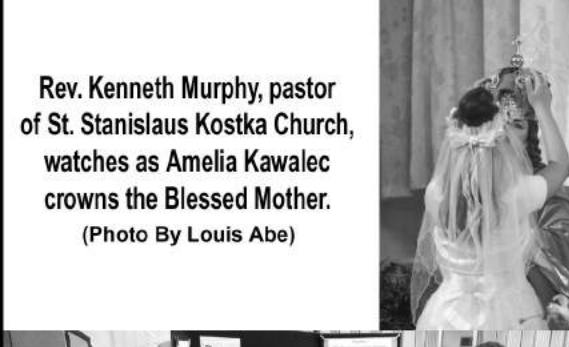 Rev. Kenneth Murphy, pastor
of St. Stanislaus Kostka Church,
watches as Amelia Kawalec
crowns the Blessed Mother.
(Photo By Louis Abe)